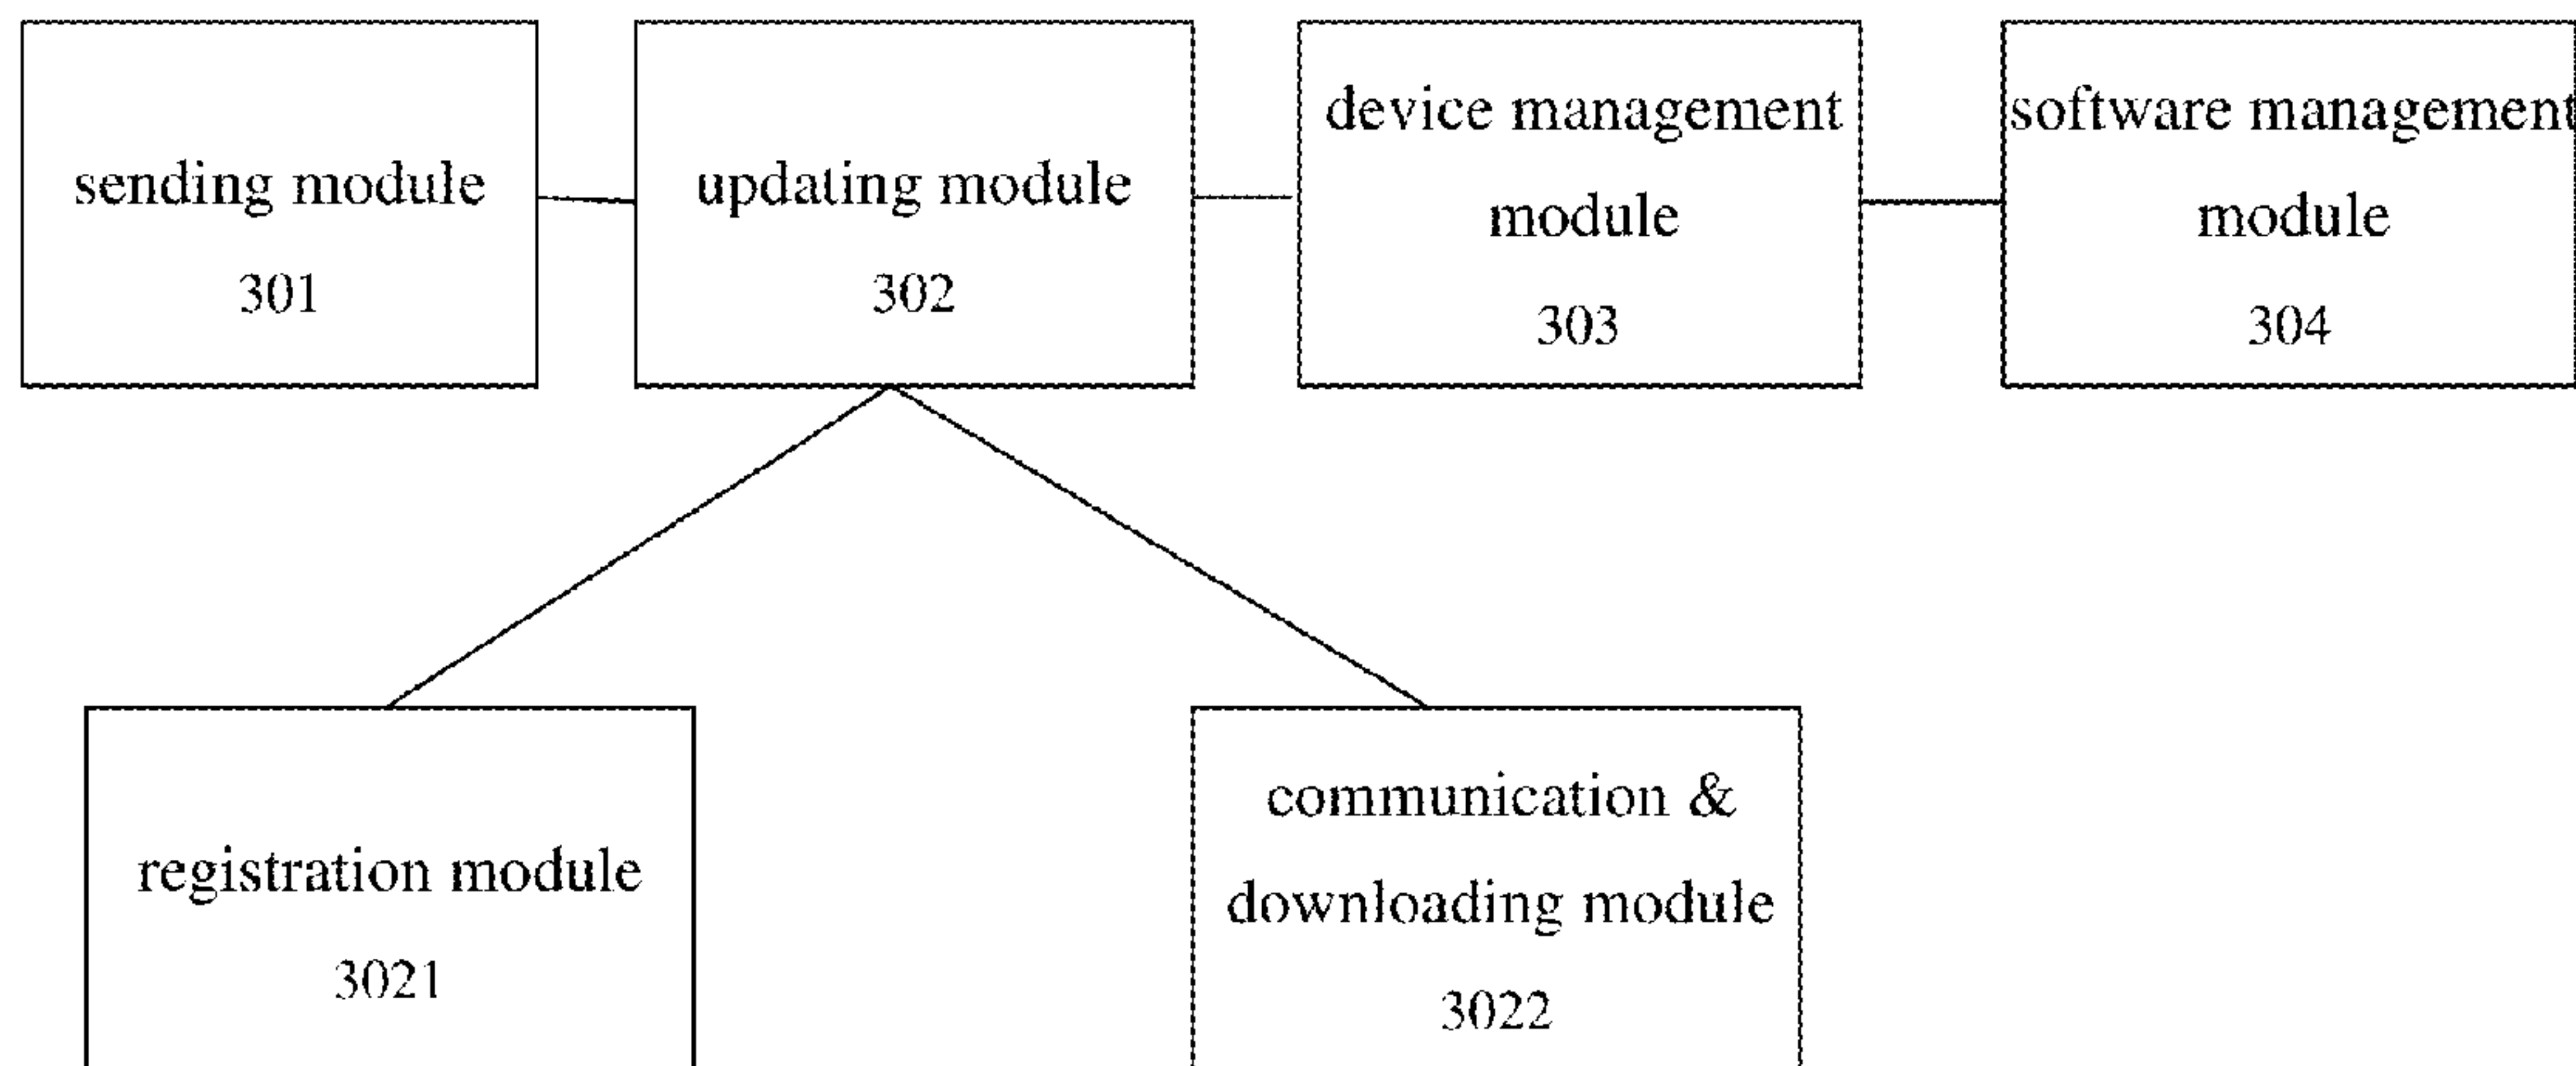 sending module
301
updating module
302
device management
module
303
software management
module
304
registration module
3021
communication &
downloading module
3022